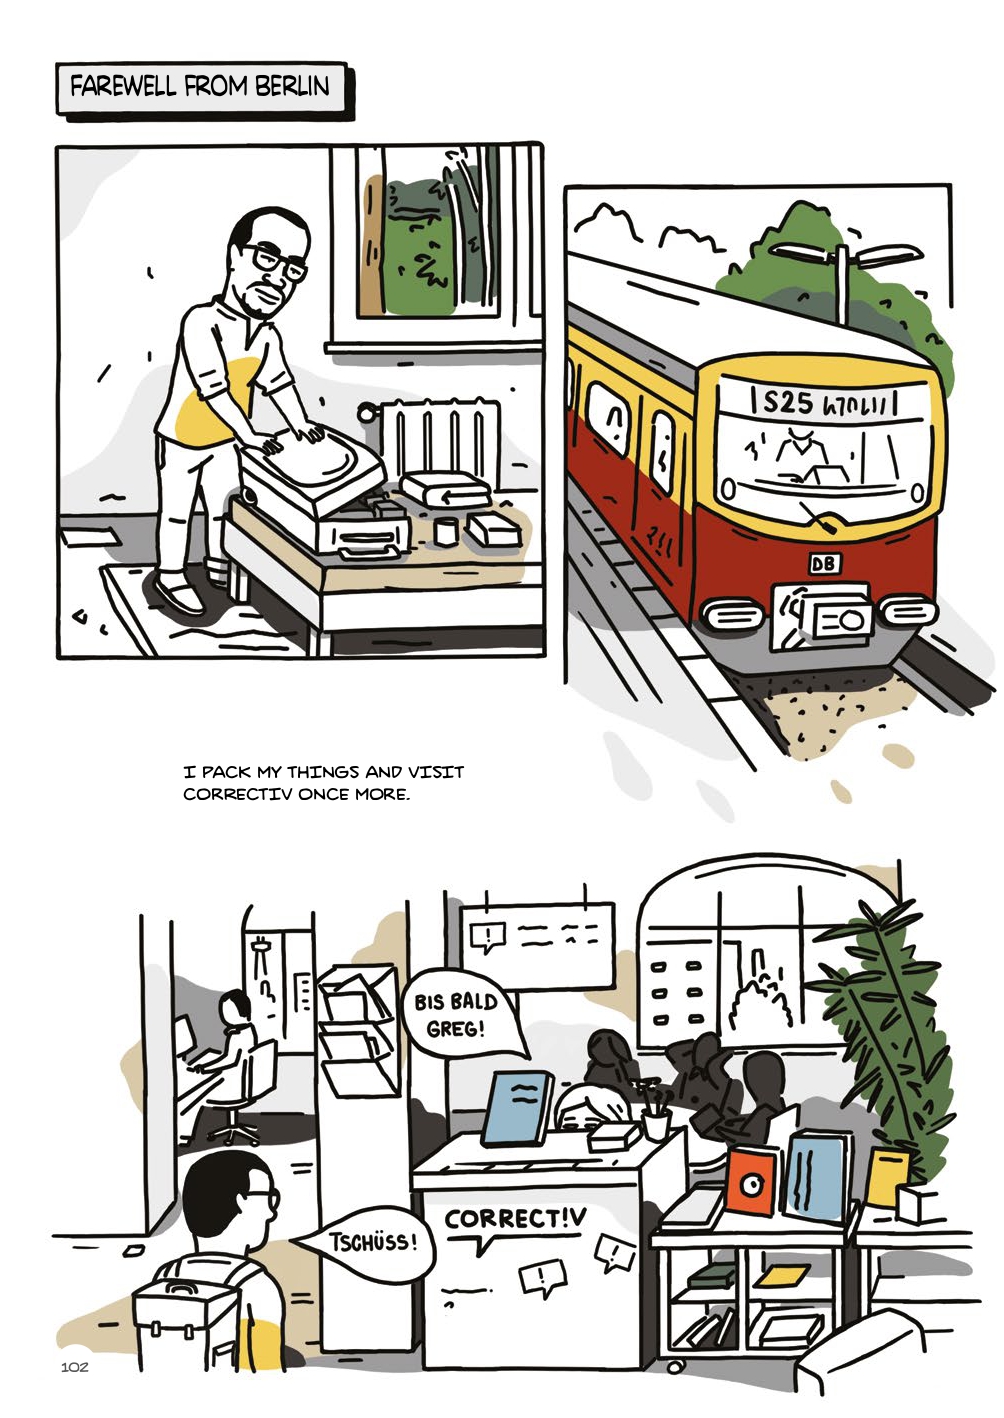 FAREWELL FROM BERLIN
S25
DB
I PACK MY THINGS AND VISIT
CORRECTIV ONCE MORE.
BIS BALD
GREG!
TSCHÜSS!
CORRECT!V
102